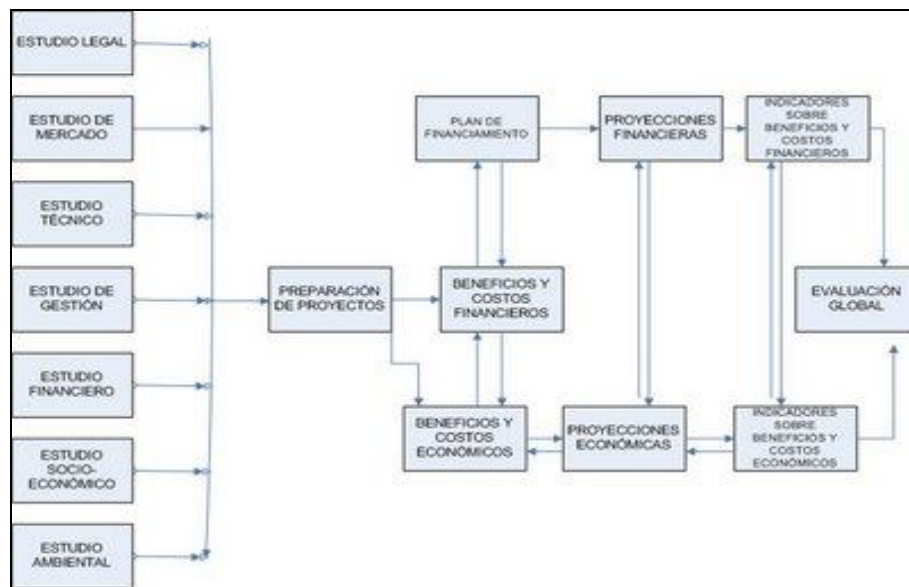 ESTUDIO LEGAL
ESTUDIO DE
MERCADO
ESTUDIO
TÉCNICO
ESTUDIO DE
GESTIÓN
ESTUDIO
FINANCIERO
ESTUDIO
SOCIO-
ECONÓMICO
ESTUDIO
AMBIENTAL
PREPARACIÓN
DE PROYECTOS
PLAN DE
FINANCIAMIENTO
BENEFICIOS Y
COSTOS
FINANCIEROS
BENEFICIOS Y
COSTOS
ECONÓMICOS
PROYECCIONES
FINANCIERAS
PROYECCIONES
ECONÓMICAS
INDICADORES
SOBRE
BENEFICIOS Y
COSTOS
FINANCIEROS
INDICADORES
SOBRE
BENEFICIOS Y
COSTOS
ECONÓMICOS
EVALUACIÓN
GLOBAL